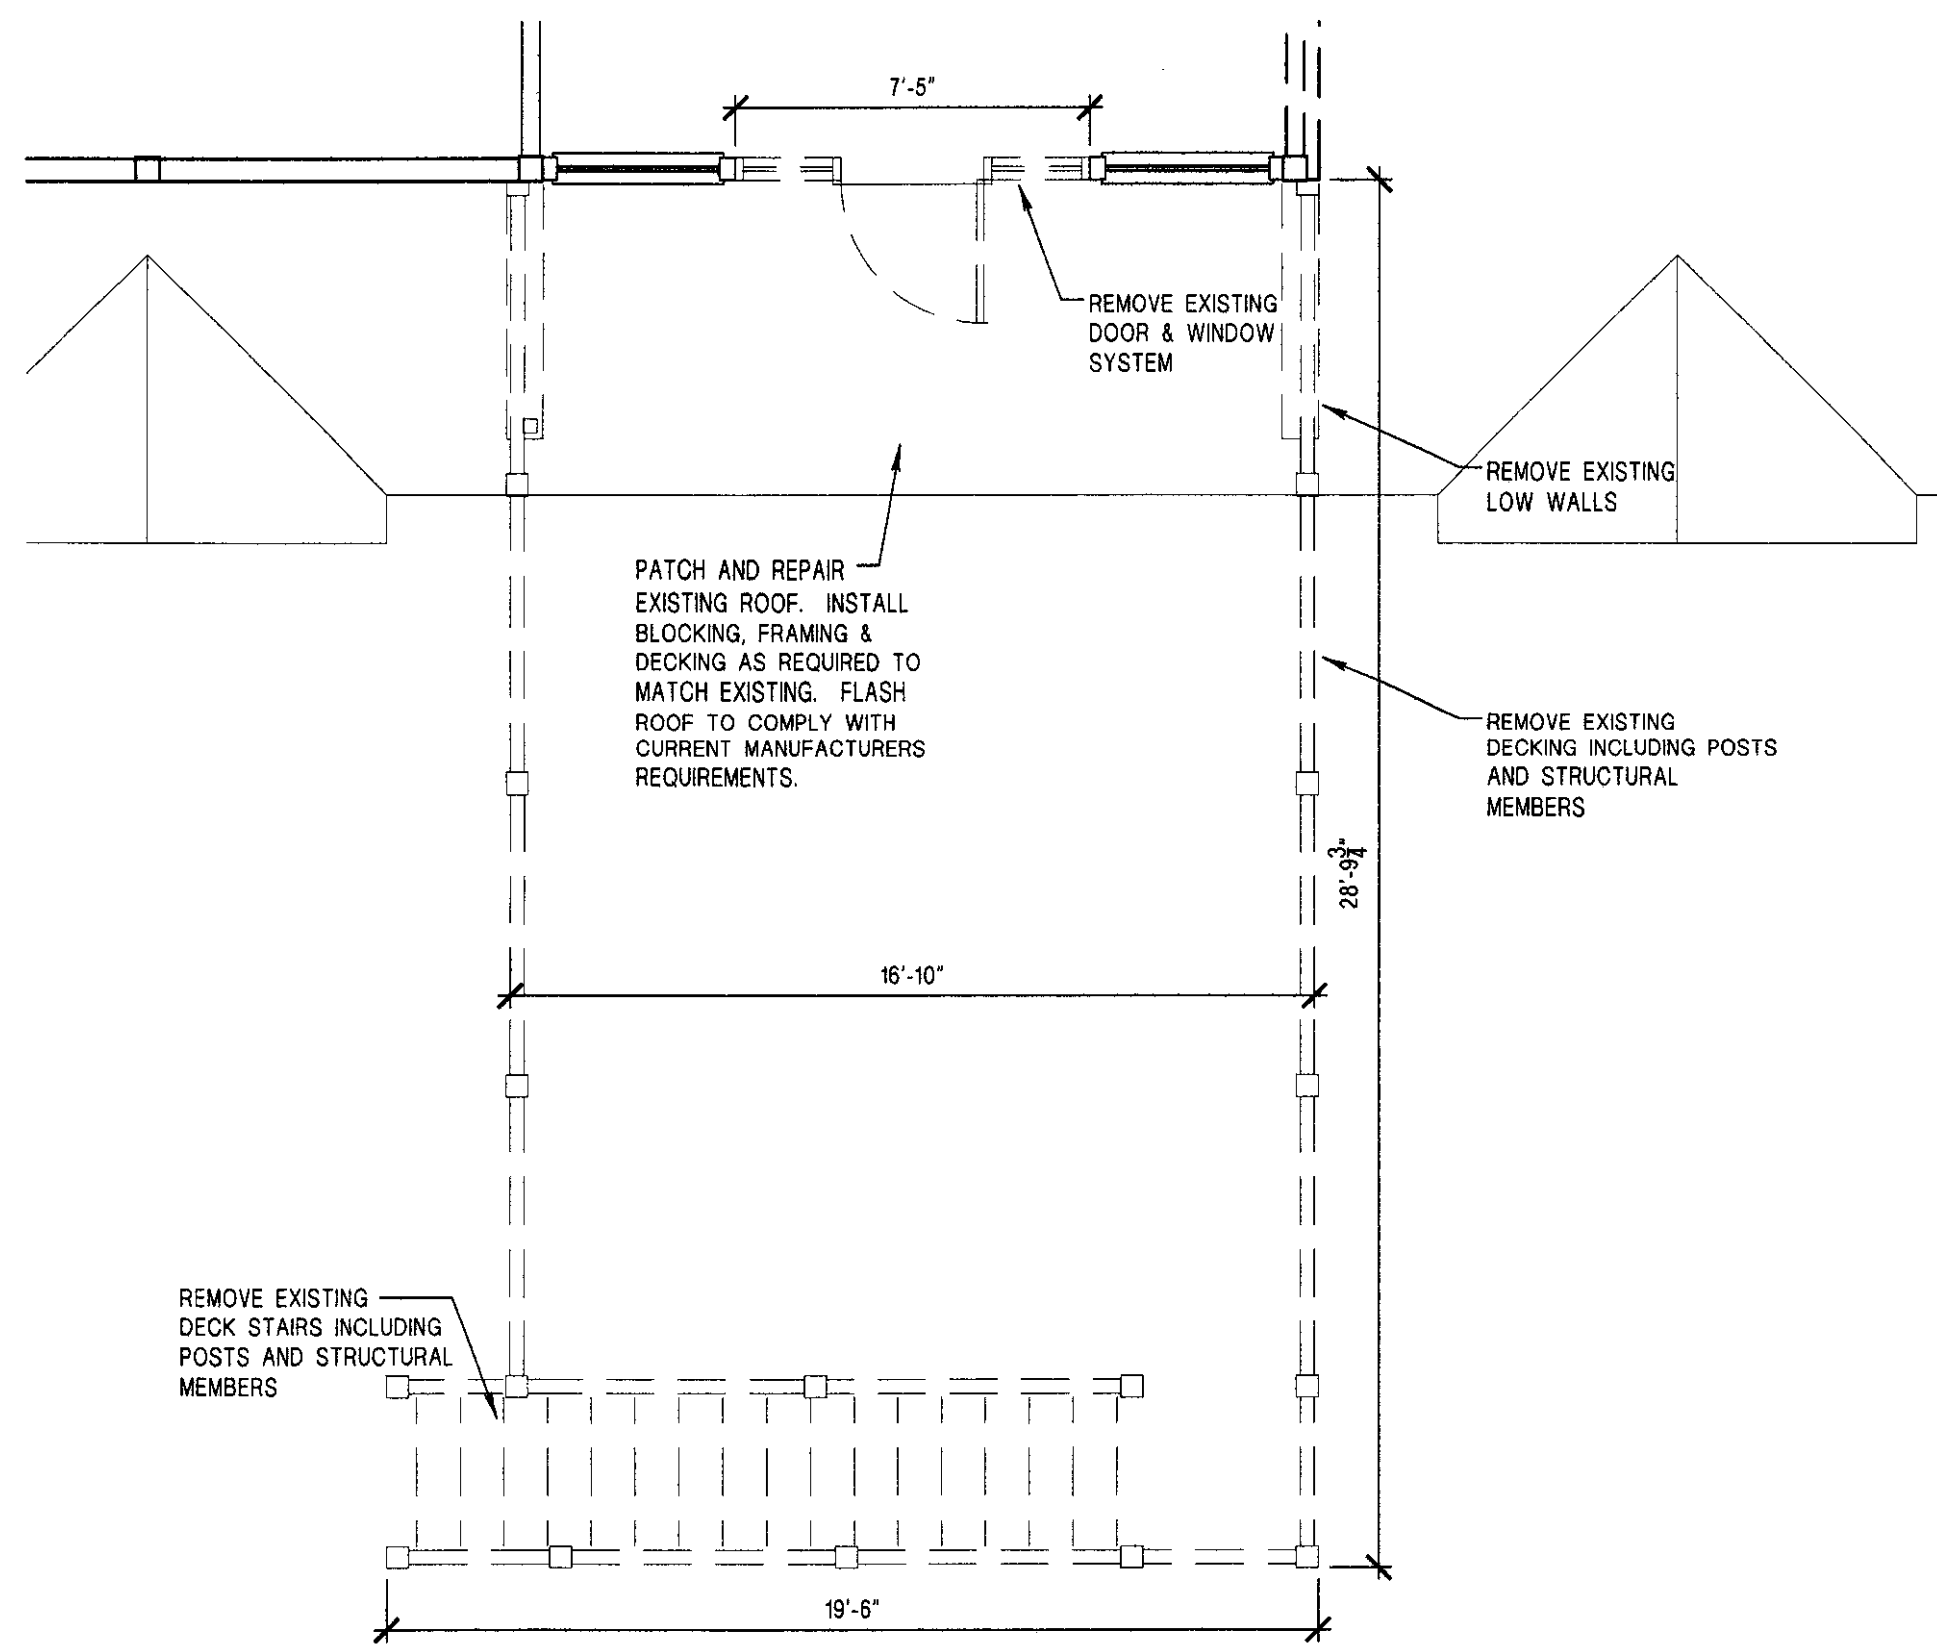 7'-5"
REMOVE EXISTING
DOOR & WINDOW
SYSTEM
REMOVE EXISTING
LOW WALLS
PATCH AND REPAIR
EXISTING ROOF. INSTALL
BLOCKING, FRAMING &
DECKING AS REQUIRED TO
MATCH EXISTING. FLASH
ROOF TO COMPLY WITH
CURRENT MANUFACTURERS
REQUIREMENTS.
REMOVE EXISTING
DECKING INCLUDING POSTS
AND STRUCTURAL
MEMBERS
28'-9 3/4"
16'-10"
REMOVE EXISTING
DECK STAIRS INCLUDING
POSTS AND STRUCTURAL
MEMBERS
19'-6"